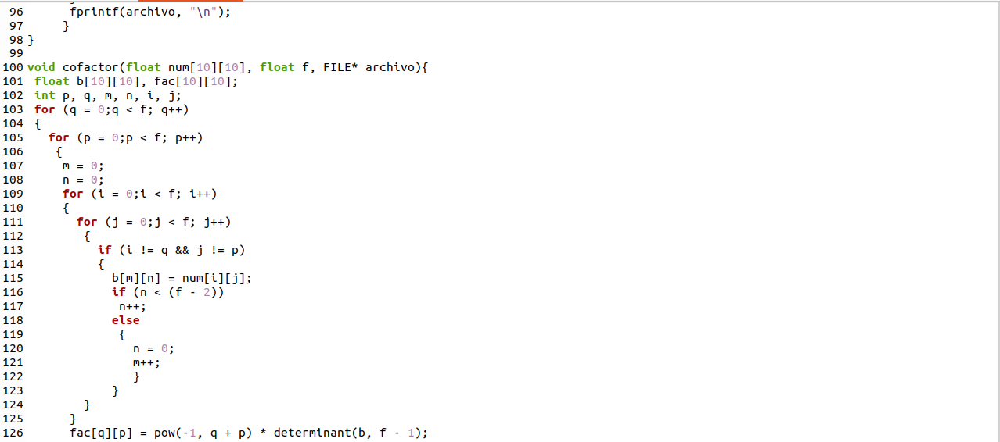 96 fprintf(archivo, "\n");
97 }
98 }
99
100 void cofactor(float num[10][10], float f, FILE* archivo){
101 float b[10][10], fac[10][10];
102 int p, q, m, n, i, j;
103 for (q = 0;q < f; q++)
104 {
105 for (p = 0;p < f; p++)
106 {
107 m = 0;
108 n = 0;
109 for (i = 0;i < f; i++)
110 {
111 for (j = 0;j < f; j++)
112 {
113 if (i != q && j != p)
114 {
115 b[m][n] = num[i][j];
116 if (n < (f - 2))
117 n++;
118 else
119 {
120 n = 0;
121 m++;
122 }
123 }
124 }
125 }
126 fac[q][p] = pow(-1, q + p) * determinant(b, f - 1);